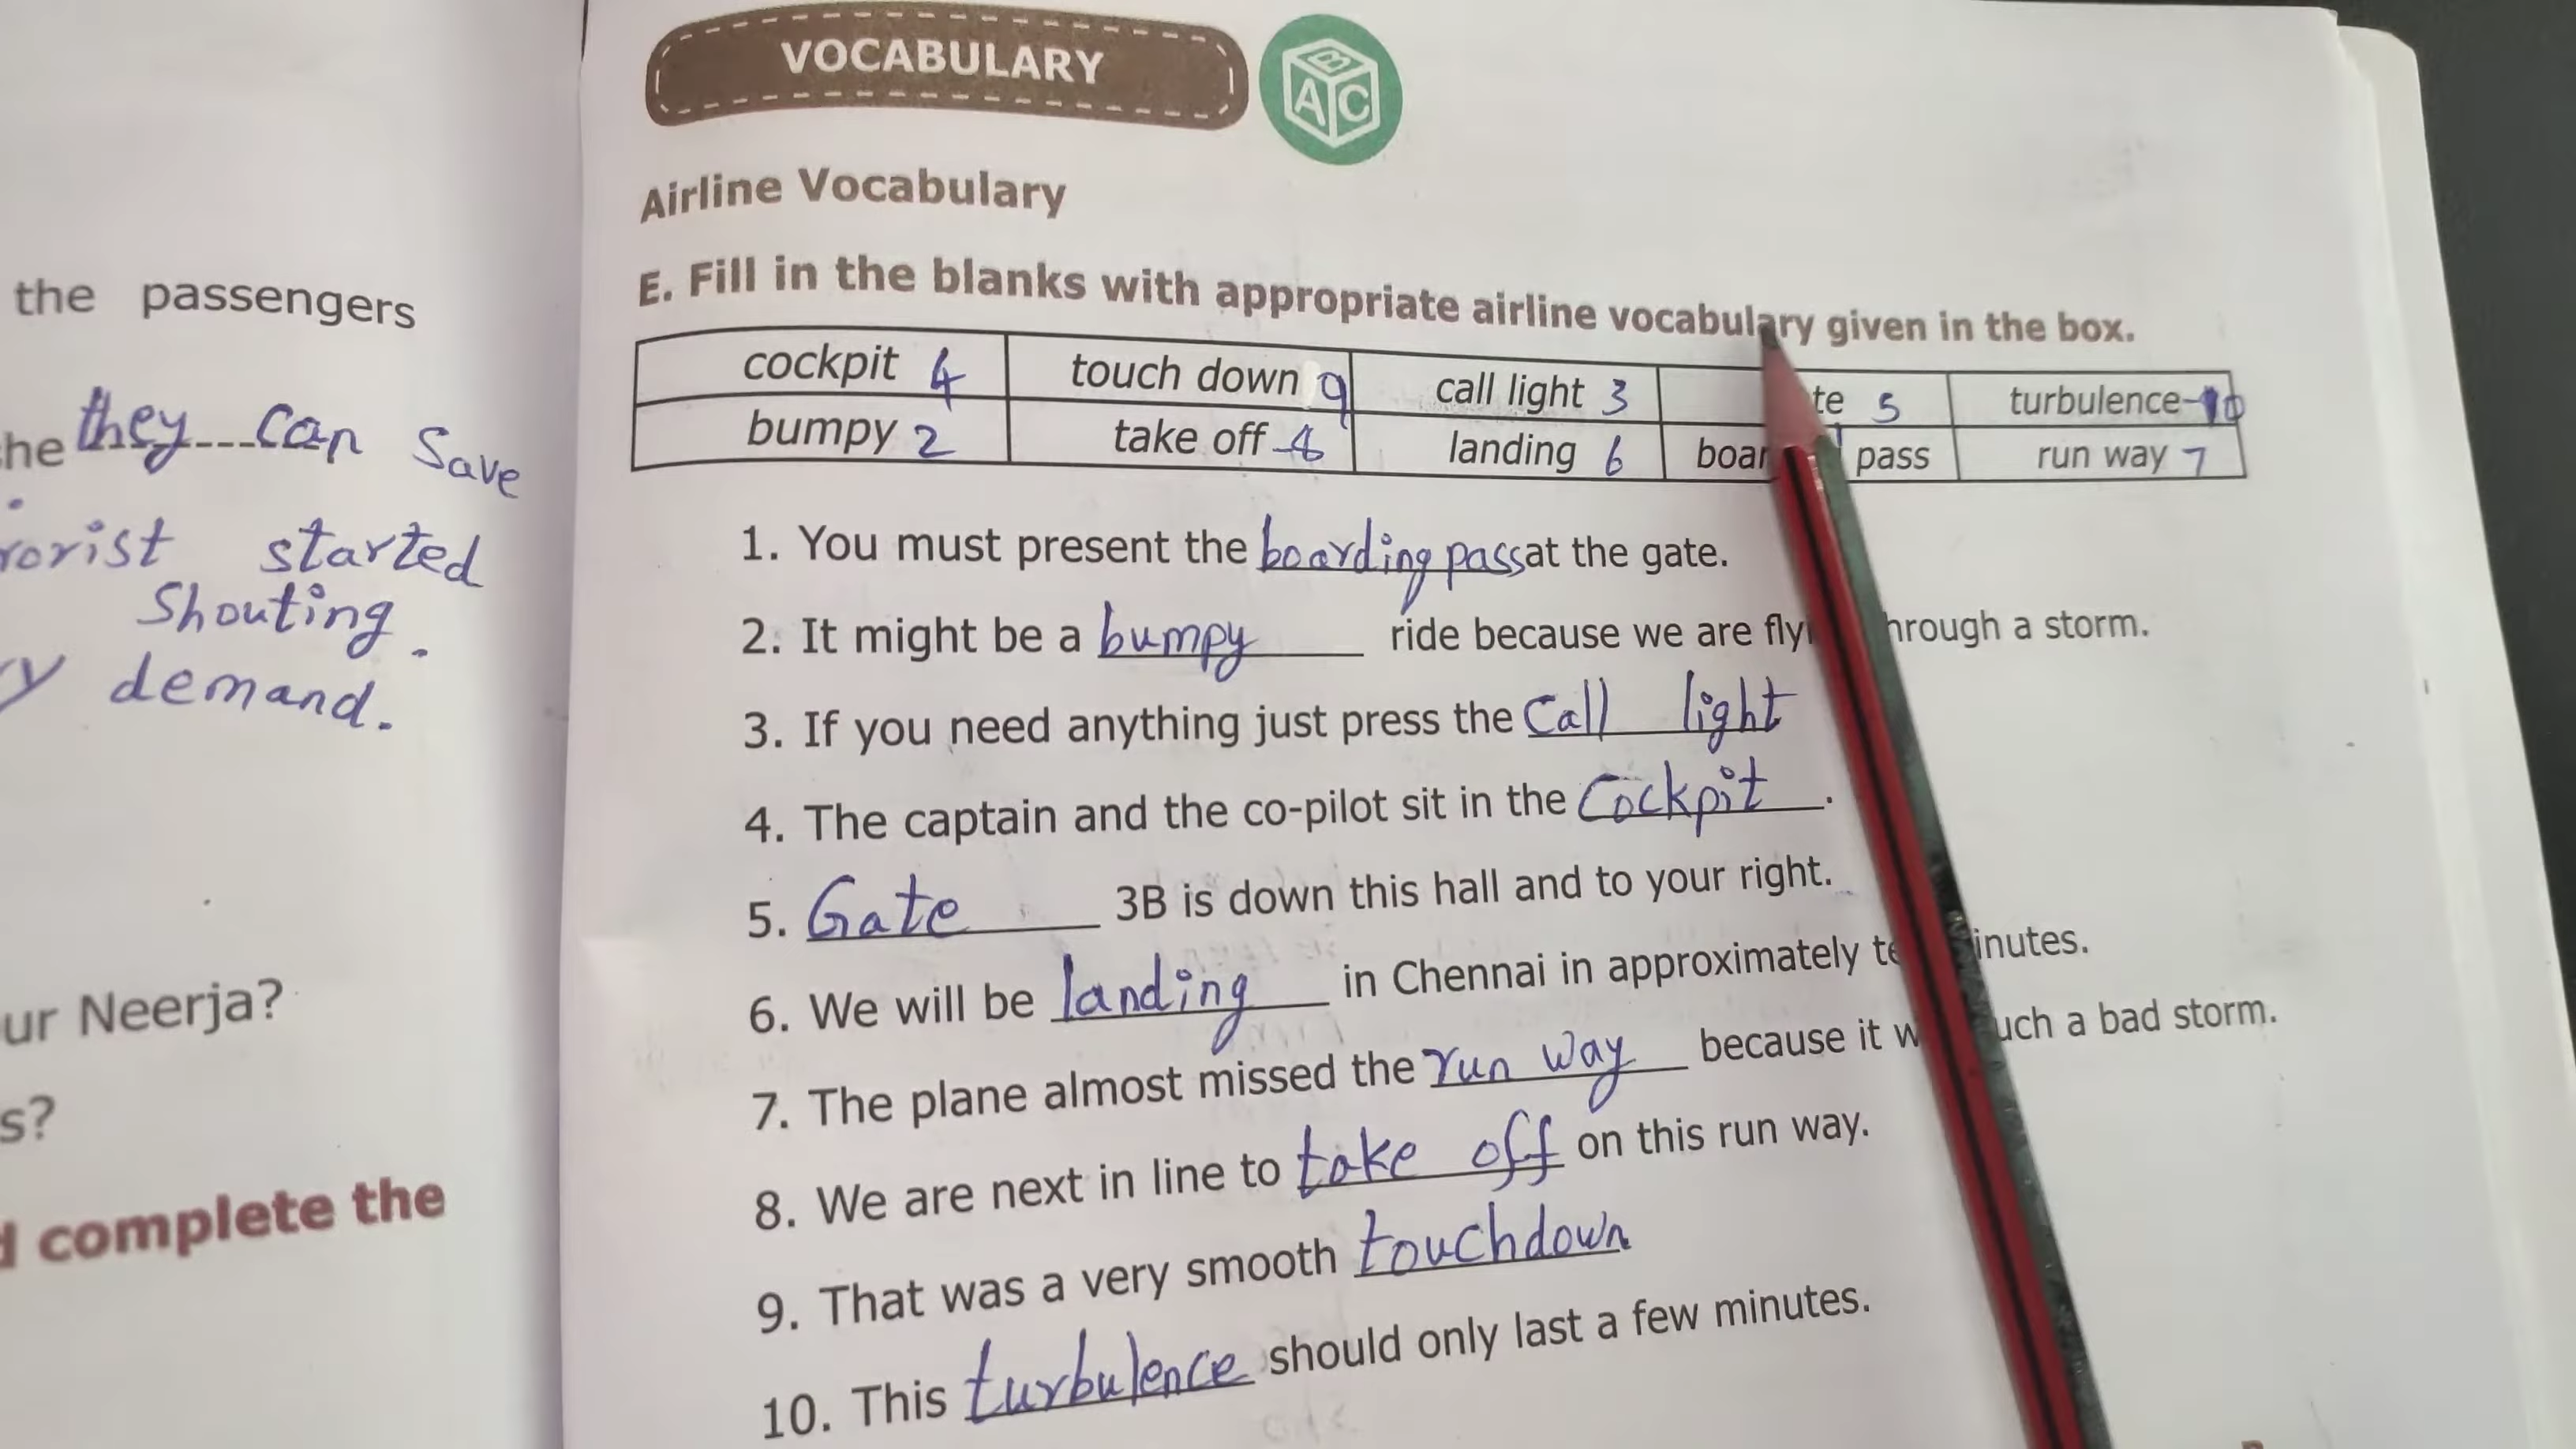 the passengers
he they can save
rorist started
shouting.
y demand.
ur Neerja?
s?
complete the
VOCABULARY
A B C
Airline Vocabulary
E. Fill in the blanks with appropriate airline vocabulary given in the box.
cockpit 4 touch down 9 call light 3 te 5 turbulence 10
bumpy 2 take off 8 landing 6 boar pass run way 7
1. You must present the boarding pass at the gate.
2. It might be a bumpy ride because we are fly hrough a storm.
3. If you need anything just press the Call light
4. The captain and the co-pilot sit in the Cockpit.
5. Gate 3B is down this hall and to your right.
6. We will be landing in Chennai in approximately te inutes.
7. The plane almost missed the run way because it w uch a bad storm.
8. We are next in line to take off on this run way.
9. That was a very smooth touchdown
10. This turbulence should only last a few minutes.